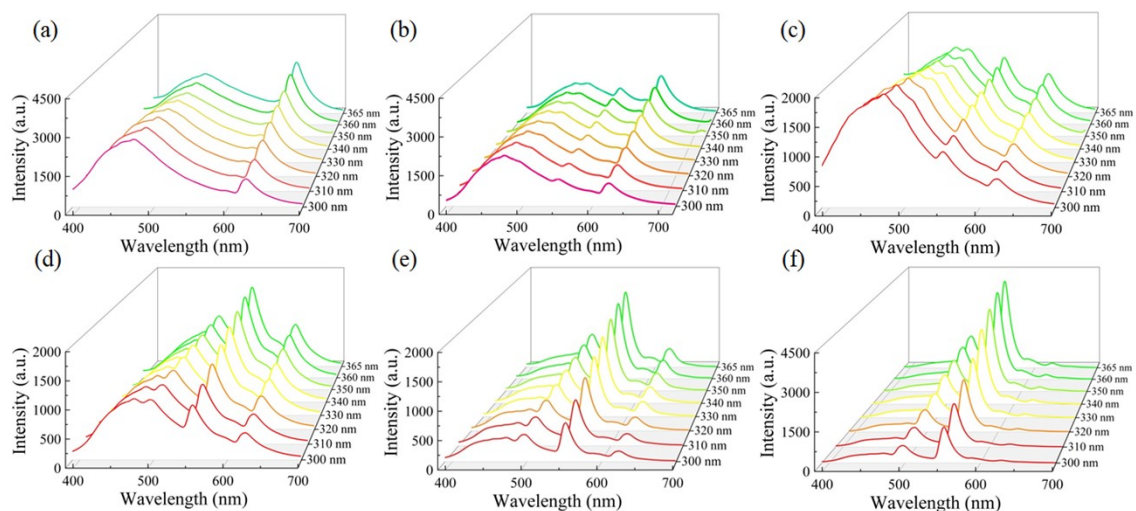 (a)
4500
3000
1500
0
Intensity (a.u.)
400
500
600
700
Wavelength (nm)
365 nm
360 nm
350 nm
340 nm
330 nm
320 nm
310 nm
300 nm
(b)
4500
3000
1500
0
Intensity (a.u.)
400
500
600
700
Wavelength (nm)
365 nm
360 nm
350 nm
340 nm
330 nm
320 nm
310 nm
300 nm
(c)
2000
1500
1000
500
0
Intensity (a.u.)
400
500
600
700
Wavelength (nm)
365 nm
360 nm
350 nm
340 nm
330 nm
320 nm
310 nm
300 nm
(d)
2000
1500
1000
500
0
Intensity (a.u.)
400
500
600
700
Wavelength (nm)
365 nm
360 nm
350 nm
340 nm
330 nm
320 nm
310 nm
300 nm
(e)
2000
1500
1000
500
0
Intensity (a.u.)
400
500
600
700
Wavelength (nm)
365 nm
360 nm
350 nm
340 nm
330 nm
320 nm
310 nm
300 nm
(f)
4500
3000
1500
0
Intensity (a.u.)
400
500
600
700
Wavelength (nm)
365 nm
360 nm
350 nm
340 nm
330 nm
320 nm
310 nm
300 nm